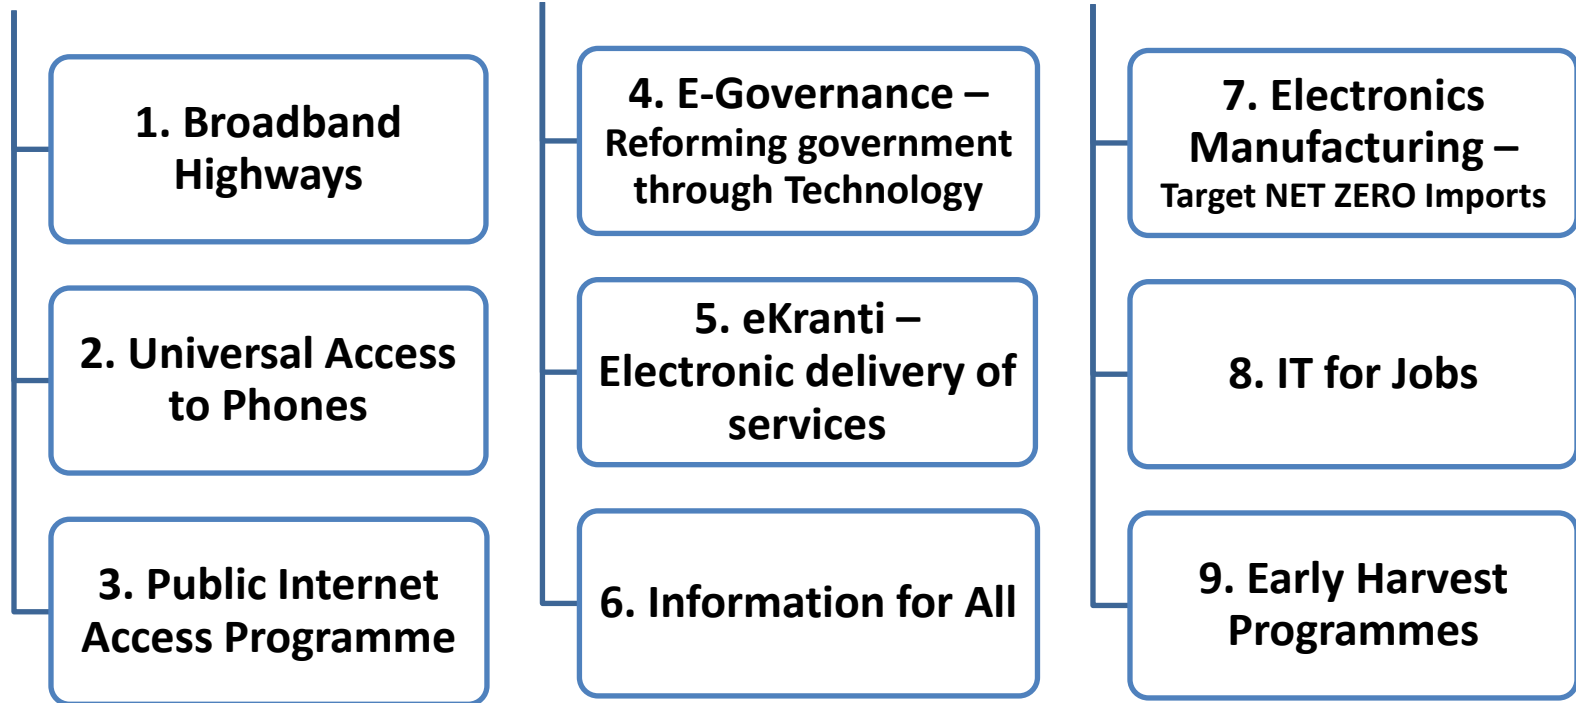 1. Broadband
Highways
2. Universal Access
to Phones
3. Public Internet
Access Programme
4. E-Governance –
Reforming government
through Technology
5. eKranti –
Electronic delivery of
services
6. Information for All
7. Electronics
Manufacturing –
Target NET ZERO Imports
8. IT for Jobs
9. Early Harvest
Programmes